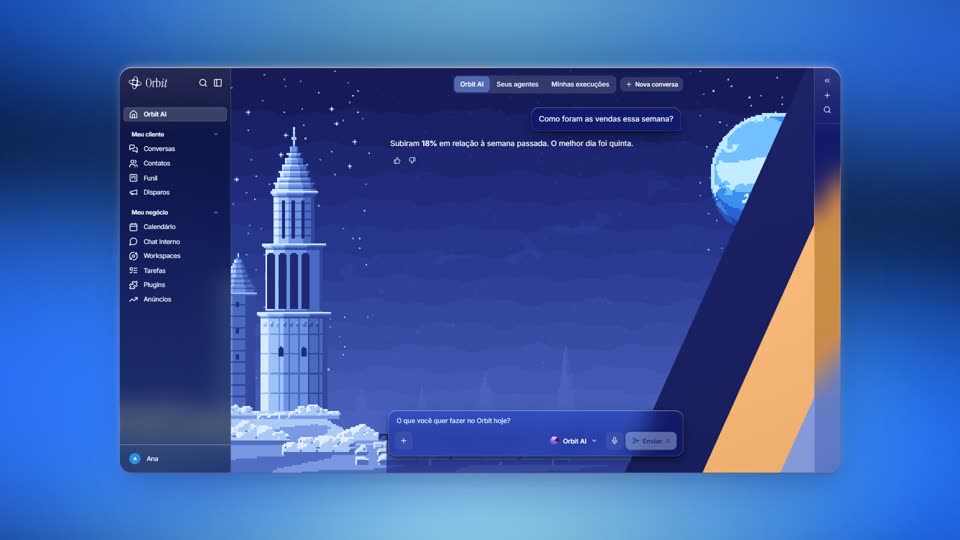 Orbit
Orbit AI
Meu cliente
Conversas
Contatos
Funil
Disparos
Meu negócio
Calendário
Chat Interno
Workspaces
Tarefas
Plugins
Anúncios
A
Ana
Orbit AI
Seus agentes
Minhas execuções
+ Nova conversa
Como foram as vendas essa semana?
Subiram 18% em relação à semana passada. O melhor dia foi quinta.
O que você quer fazer no Orbit hoje?
Orbit AI
Enviar